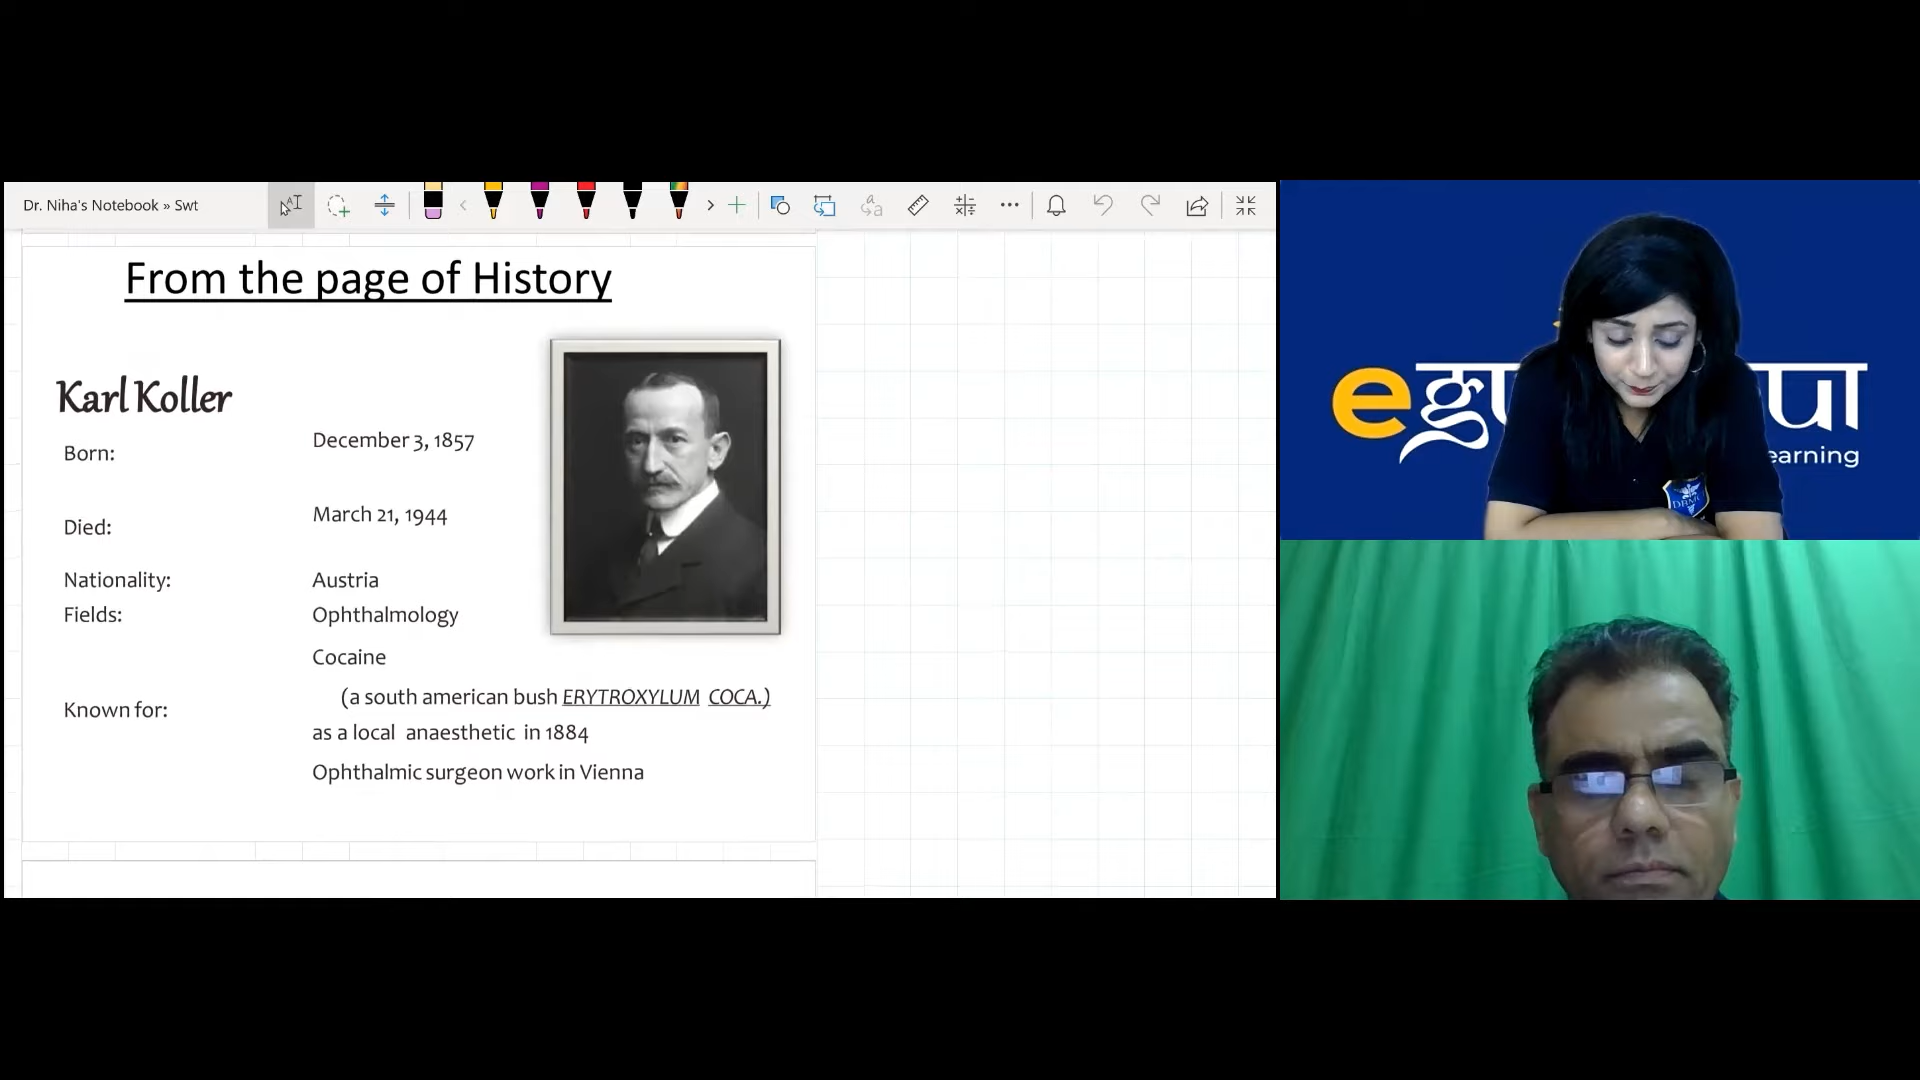 Dr. Niha's Notebook » Swt
From the page of History
Karl Koller
Born: December 3, 1857
Died: March 21, 1944
Nationality: Austria
Fields: Ophthalmology
Cocaine
(a south american bush ERYTROXYLUM COCA.)
Known for:
as a local anaesthetic in 1884
Ophthalmic surgeon work in Vienna
earning